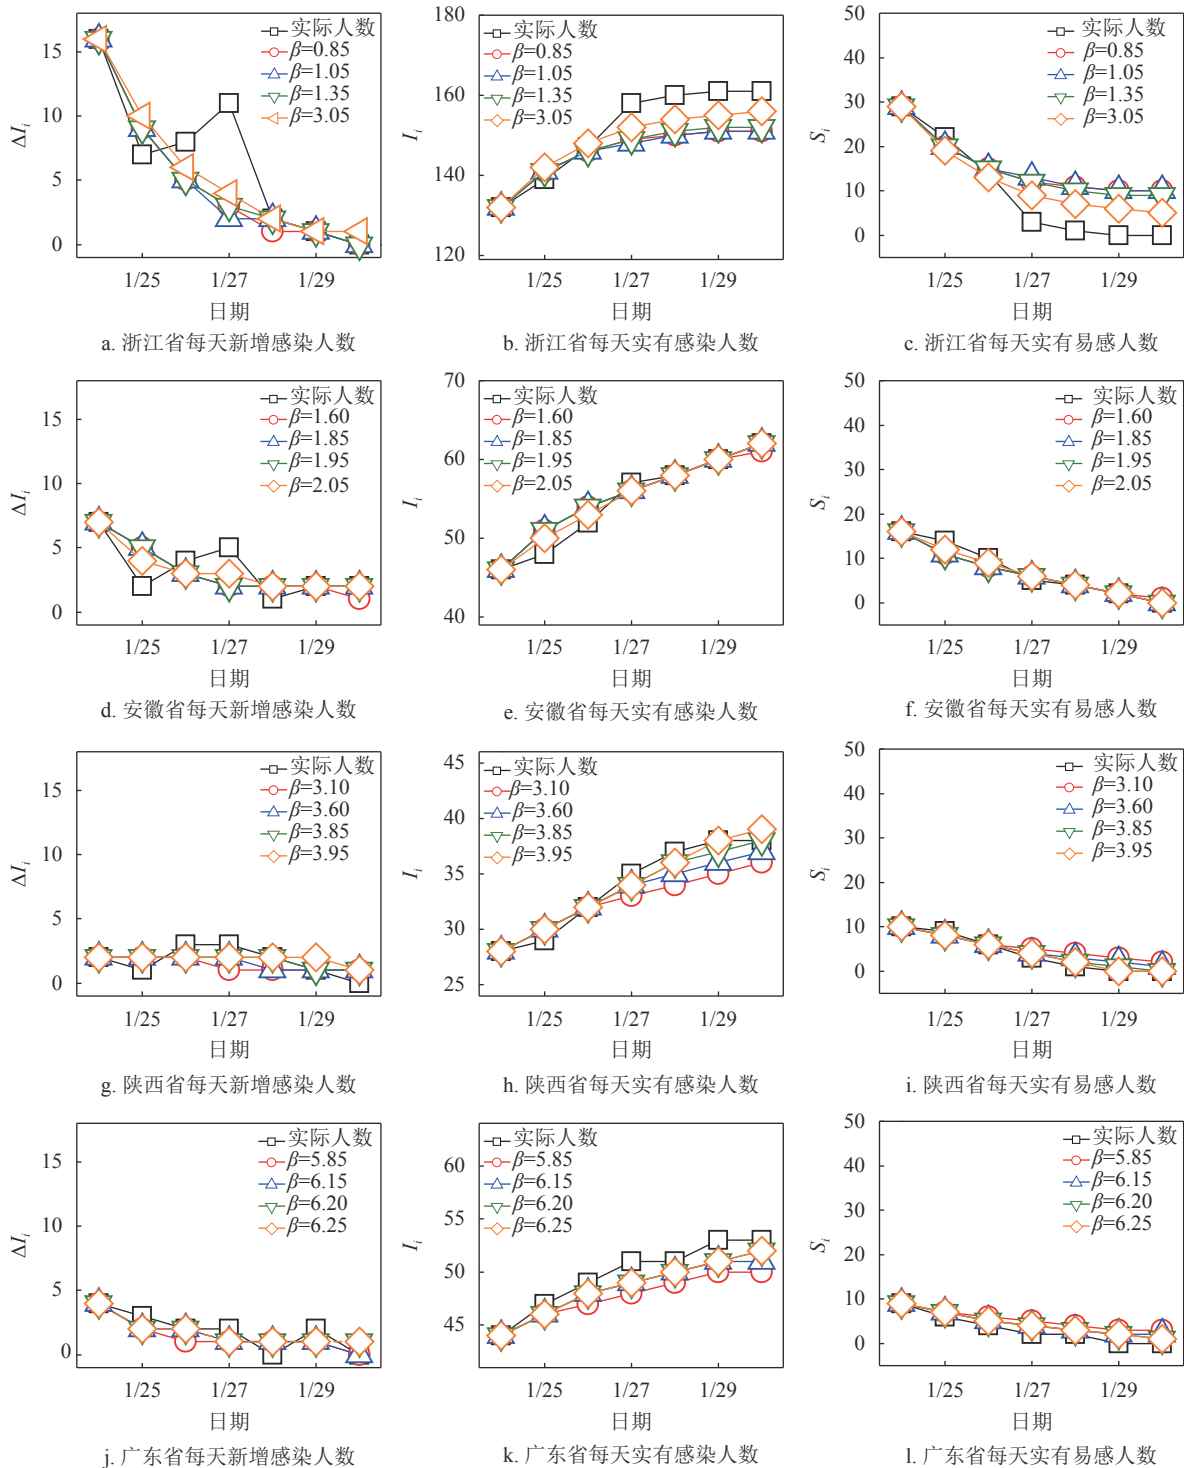 ΔI_i
15
10
5
0
实际人数
β=0.85
β=1.05
β=1.35
β=3.05
1/25 1/27 1/29
日期
a. 浙江省每天新增感染人数
I_i
160
140
120
实际人数
β=0.85
β=1.05
β=1.35
β=3.05
1/25 1/27 1/29
日期
b. 浙江省每天实有感染人数
S_i
50
40
30
20
10
0
实际人数
β=0.85
β=1.05
β=1.35
β=3.05
1/25 1/27 1/29
日期
c. 浙江省每天实有易感人数
ΔI_i
15
10
5
0
实际人数
β=1.60
β=1.85
β=1.95
β=2.05
1/25 1/27 1/29
日期
d. 安徽省每天新增感染人数
I_i
70
60
50
40
实际人数
β=1.60
β=1.85
β=1.95
β=2.05
1/25 1/27 1/29
日期
e. 安徽省每天实有感染人数
S_i
50
40
30
20
10
0
实际人数
β=1.60
β=1.85
β=1.95
β=2.05
1/25 1/27 1/29
日期
f. 安徽省每天实有易感人数
ΔI_i
15
10
5
0
实际人数
β=3.10
β=3.60
β=3.85
β=3.95
1/25 1/27 1/29
日期
g. 陕西省每天新增感染人数
I_i
45
40
35
30
25
实际人数
β=3.10
β=3.60
β=3.85
β=3.95
1/25 1/27 1/29
日期
h. 陕西省每天实有感染人数
S_i
50
40
30
20
10
0
实际人数
β=3.10
β=3.60
β=3.85
β=3.95
1/25 1/27 1/29
日期
i. 陕西省每天实有易感人数
ΔI_i
15
10
5
0
实际人数
β=5.85
β=6.15
β=6.20
β=6.25
1/25 1/27 1/29
日期
j. 广东省每天新增感染人数
I_i
60
55
50
45
实际人数
β=5.85
β=6.15
β=6.20
β=6.25
1/25 1/27 1/29
日期
k. 广东省每天实有感染人数
S_i
50
40
30
20
10
0
实际人数
β=5.85
β=6.15
β=6.20
β=6.25
1/25 1/27 1/29
日期
l. 广东省每天实有易感人数